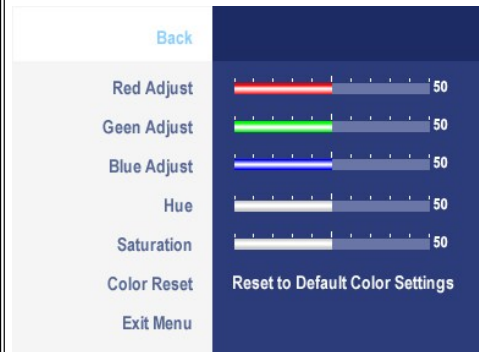 Back
Red Adjust 50
Geen Adjust 50
Blue Adjust 50
Hue 50
Saturation 50
Color Reset Reset to Default Color Settings
Exit Menu